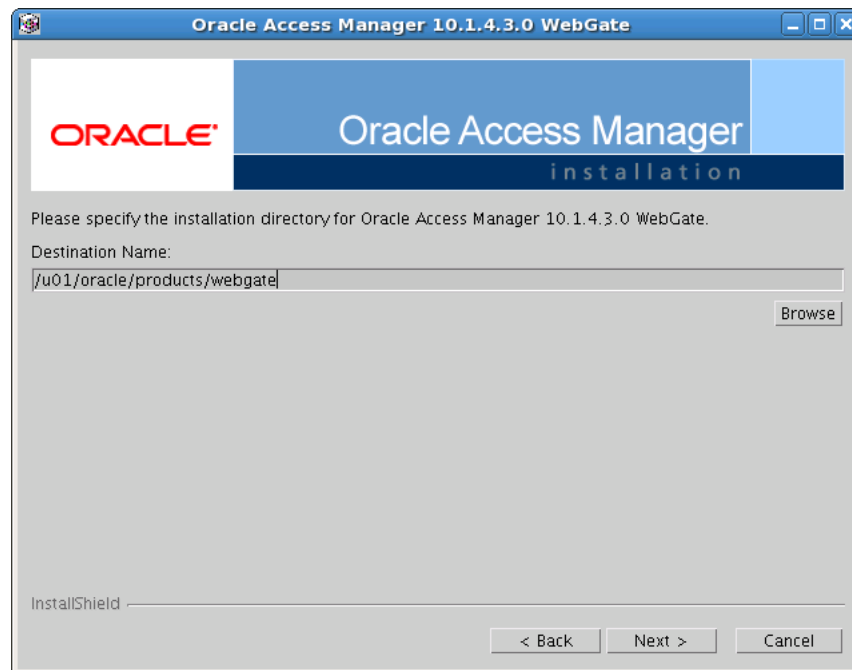 Oracle Access Manager 10.1.4.3.0 WebGate
ORACLE
Oracle Access Manager
installation
Please specify the installation directory for Oracle Access Manager 10.1.4.3.0 WebGate.
Destination Name:
/u01/oracle/products/webgate
Browse
InstallShield
< Back Next > Cancel